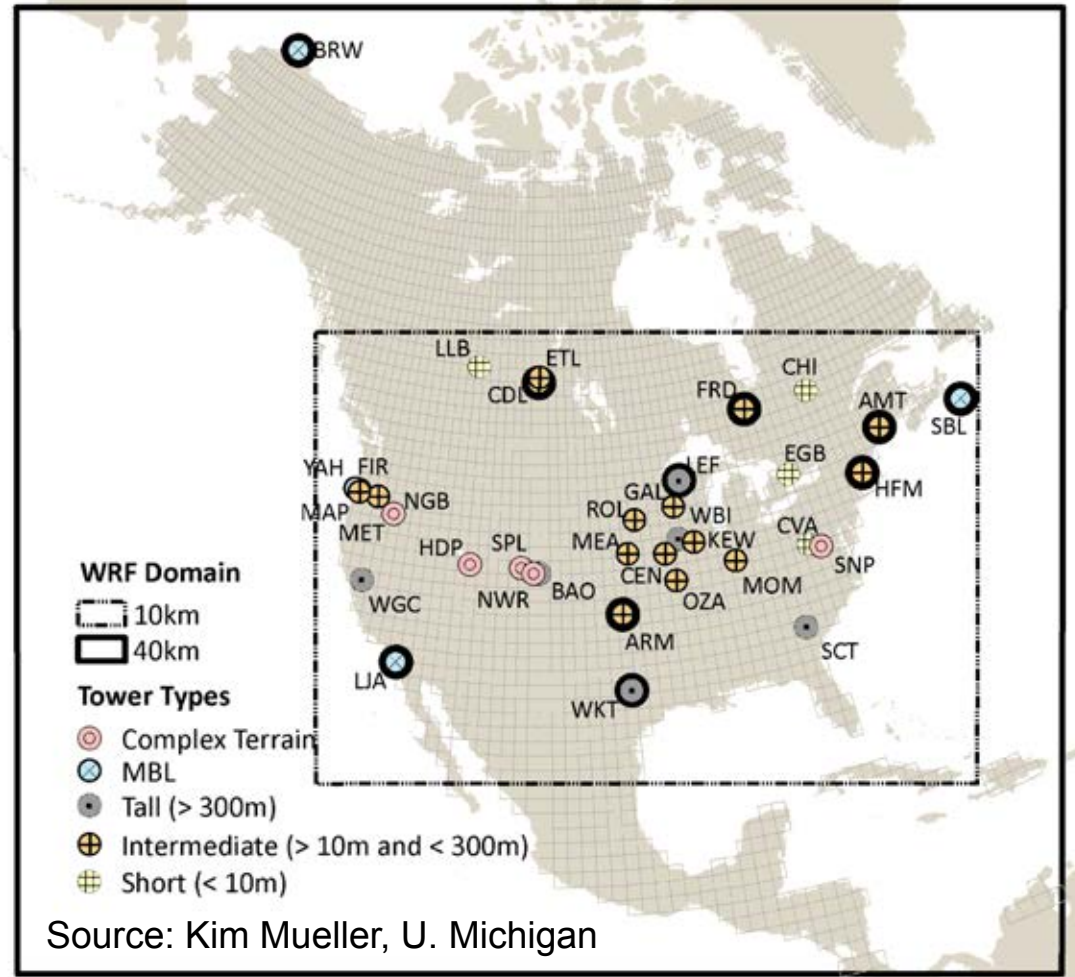 BRW
LLB
ETL
CDL
CHI
FRD
AMT
SBL
YAH FIR
LEF
EGB
GAL
HFM
MAP
NGB
ROL
WBI
MET
CVA
HDP
SPL
MEA
KEW
SNP
CEN
NWR
BAO
MOM
WGC
OZA
ARM
SCT
LJA
WKT
WRF Domain
10km
40km
Tower Types
Complex Terrain
MBL
Tall (> 300m)
Intermediate (> 10m and < 300m)
Short (< 10m)
Source: Kim Mueller, U. Michigan